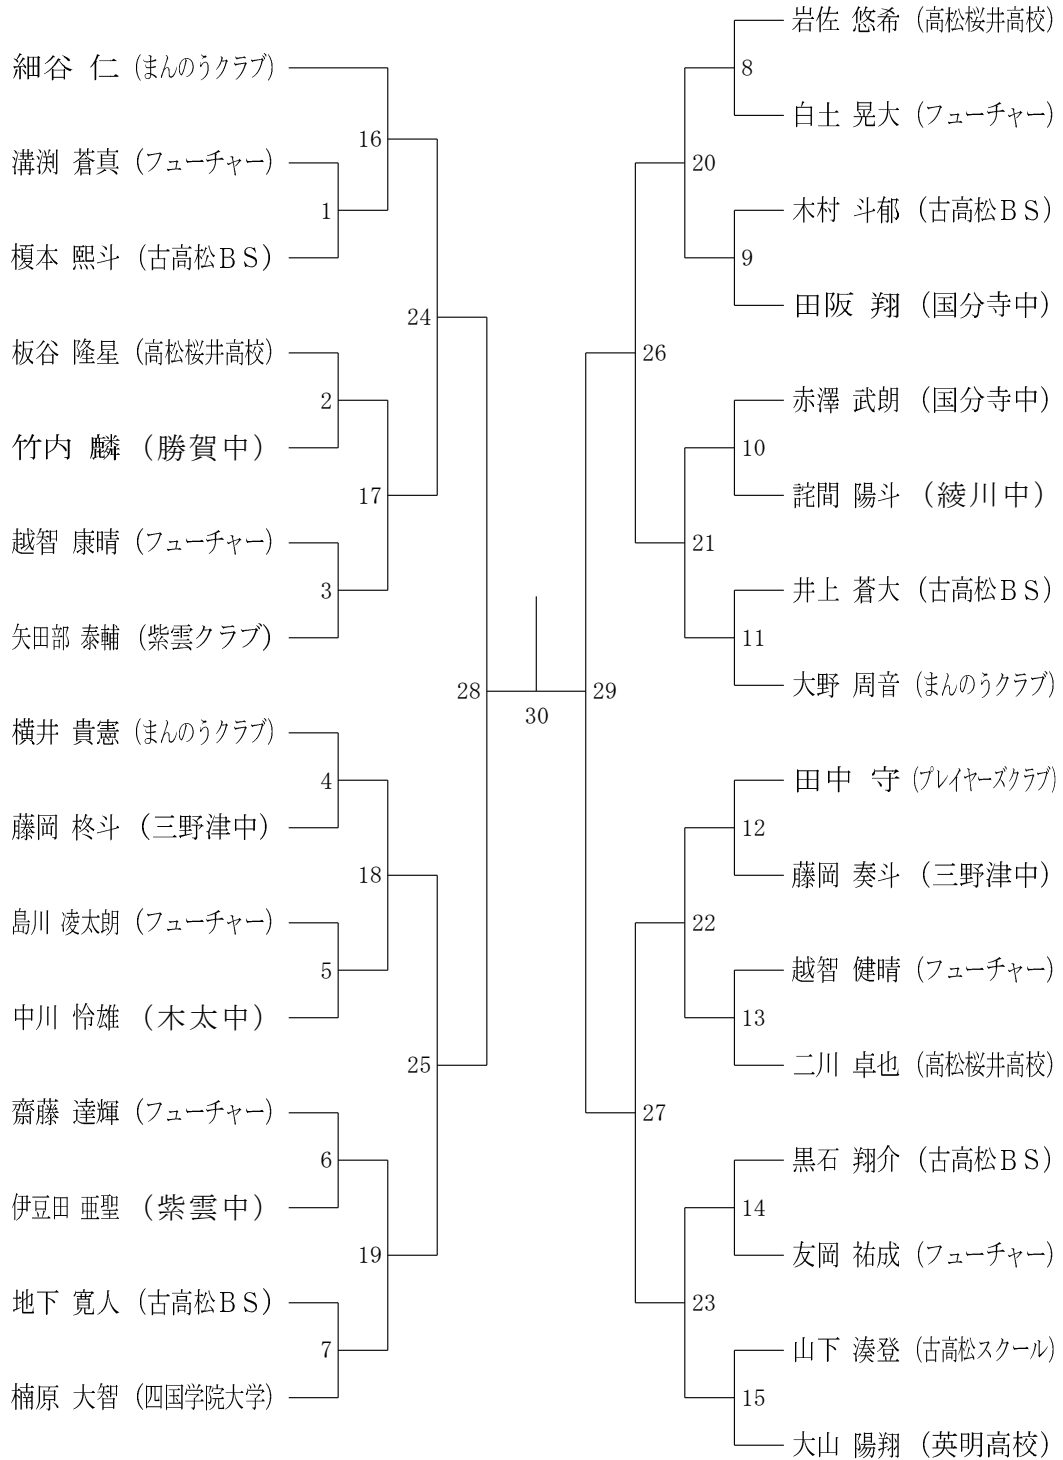 細谷 仁 (まんのうクラブ)
16
溝渕 蒼真 (フューチャー)
1
榎本 熙斗 (古高松ＢＳ)
24
板谷 隆星 (高松桜井高校)
2
竹内 麟 (勝賀中)
17
越智 康晴 (フューチャー)
3
矢田部 泰輔 (紫雲クラブ)
28
横井 貴憲 (まんのうクラブ)
4
藤岡 柊斗 (三野津中)
18
島川 凌太朗 (フューチャー)
5
中川 怜雄 (木太中)
25
齋藤 達輝 (フューチャー)
6
伊豆田 亜聖 (紫雲中)
19
地下 寛人 (古高松ＢＳ)
7
楠原 大智 (四国学院大学)
30
岩佐 悠希 (高松桜井高校)
8
白土 晃大 (フューチャー)
20
木村 斗郁 (古高松ＢＳ)
9
田阪 翔 (国分寺中)
26
赤澤 武朗 (国分寺中)
10
詫間 陽斗 (綾川中)
21
井上 蒼大 (古高松ＢＳ)
11
大野 周音 (まんのうクラブ)
29
田中 守 (プレイヤーズクラブ)
12
藤岡 奏斗 (三野津中)
22
越智 健晴 (フューチャー)
13
二川 卓也 (高松桜井高校)
27
黒石 翔介 (古高松ＢＳ)
14
友岡 祐成 (フューチャー)
23
山下 湊登 (古高松スクール)
15
大山 陽翔 (英明高校)